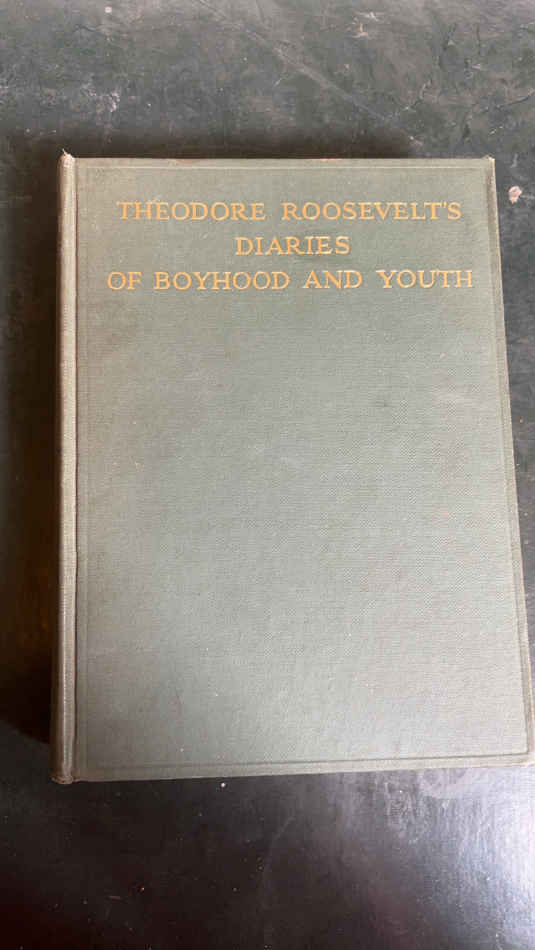 THEODORE ROOSEVELT'S
DIARIES
OF BOYHOOD AND YOUTH